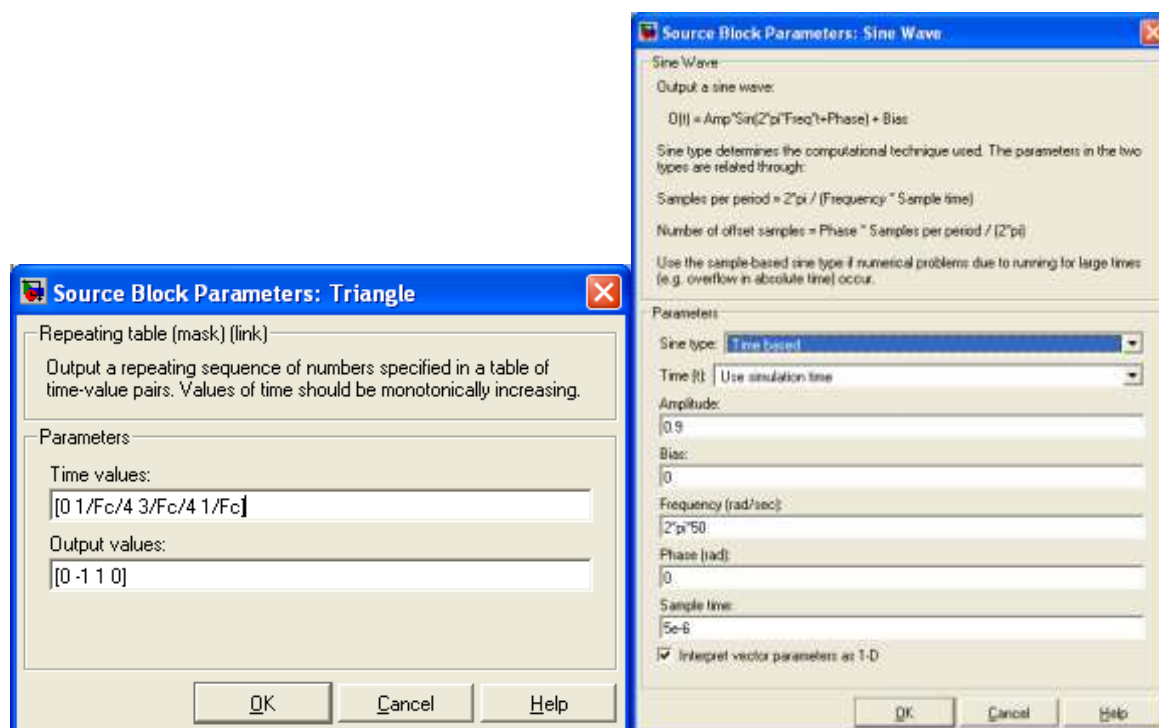 Source Block Parameters: Triangle
Repeating table (mask) (link)
Output a repeating sequence of numbers specified in a table of
time-value pairs. Values of time should be monotonically increasing.
Parameters
Time values:
[0 1/Fc/4 3/Fc/4 1/Fc]
Output values:
[0 -1 1 0]
OK Cancel Help
Source Block Parameters: Sine Wave
Sine Wave
Output a sine wave:
O(t) = Amp*Sin(2*pi*Freq*t+Phase) + Bias
Sine type determines the computational technique used. The parameters in the two
types are related through:
Samples per period = 2*pi / (Frequency * Sample time)
Number of offset samples = Phase * Samples per period / (2*pi)
Use the sample-based sine type if numerical problems due to running for large times
(e.g. overflow in absolute time) occur.
Parameters
Sine type: Time based
Time (t): Use simulation time
Amplitude:
0.9
Bias:
0
Frequency (rad/sec):
2*pi*50
Phase (rad):
0
Sample time:
5e-6
Interpret vector parameters as 1-D
OK Cancel Help